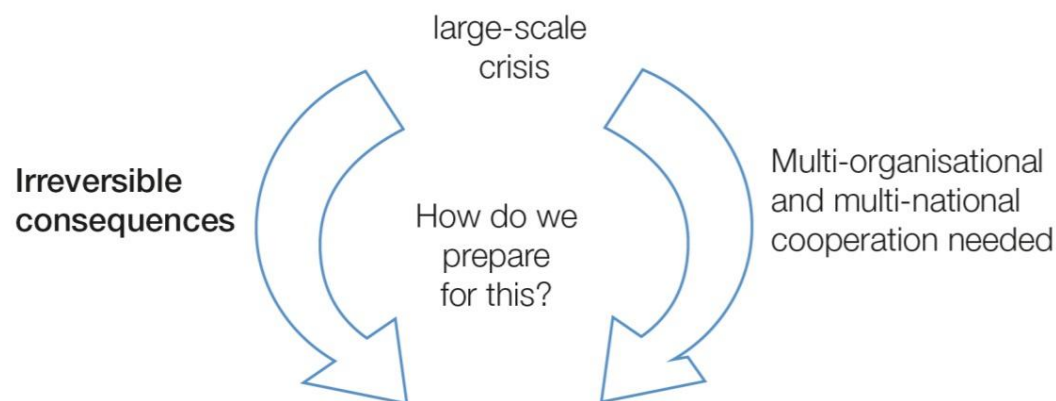 large-scale
crisis
Irreversible
consequences
How do we
prepare
for this?
Multi-organisational
and multi-national
cooperation needed